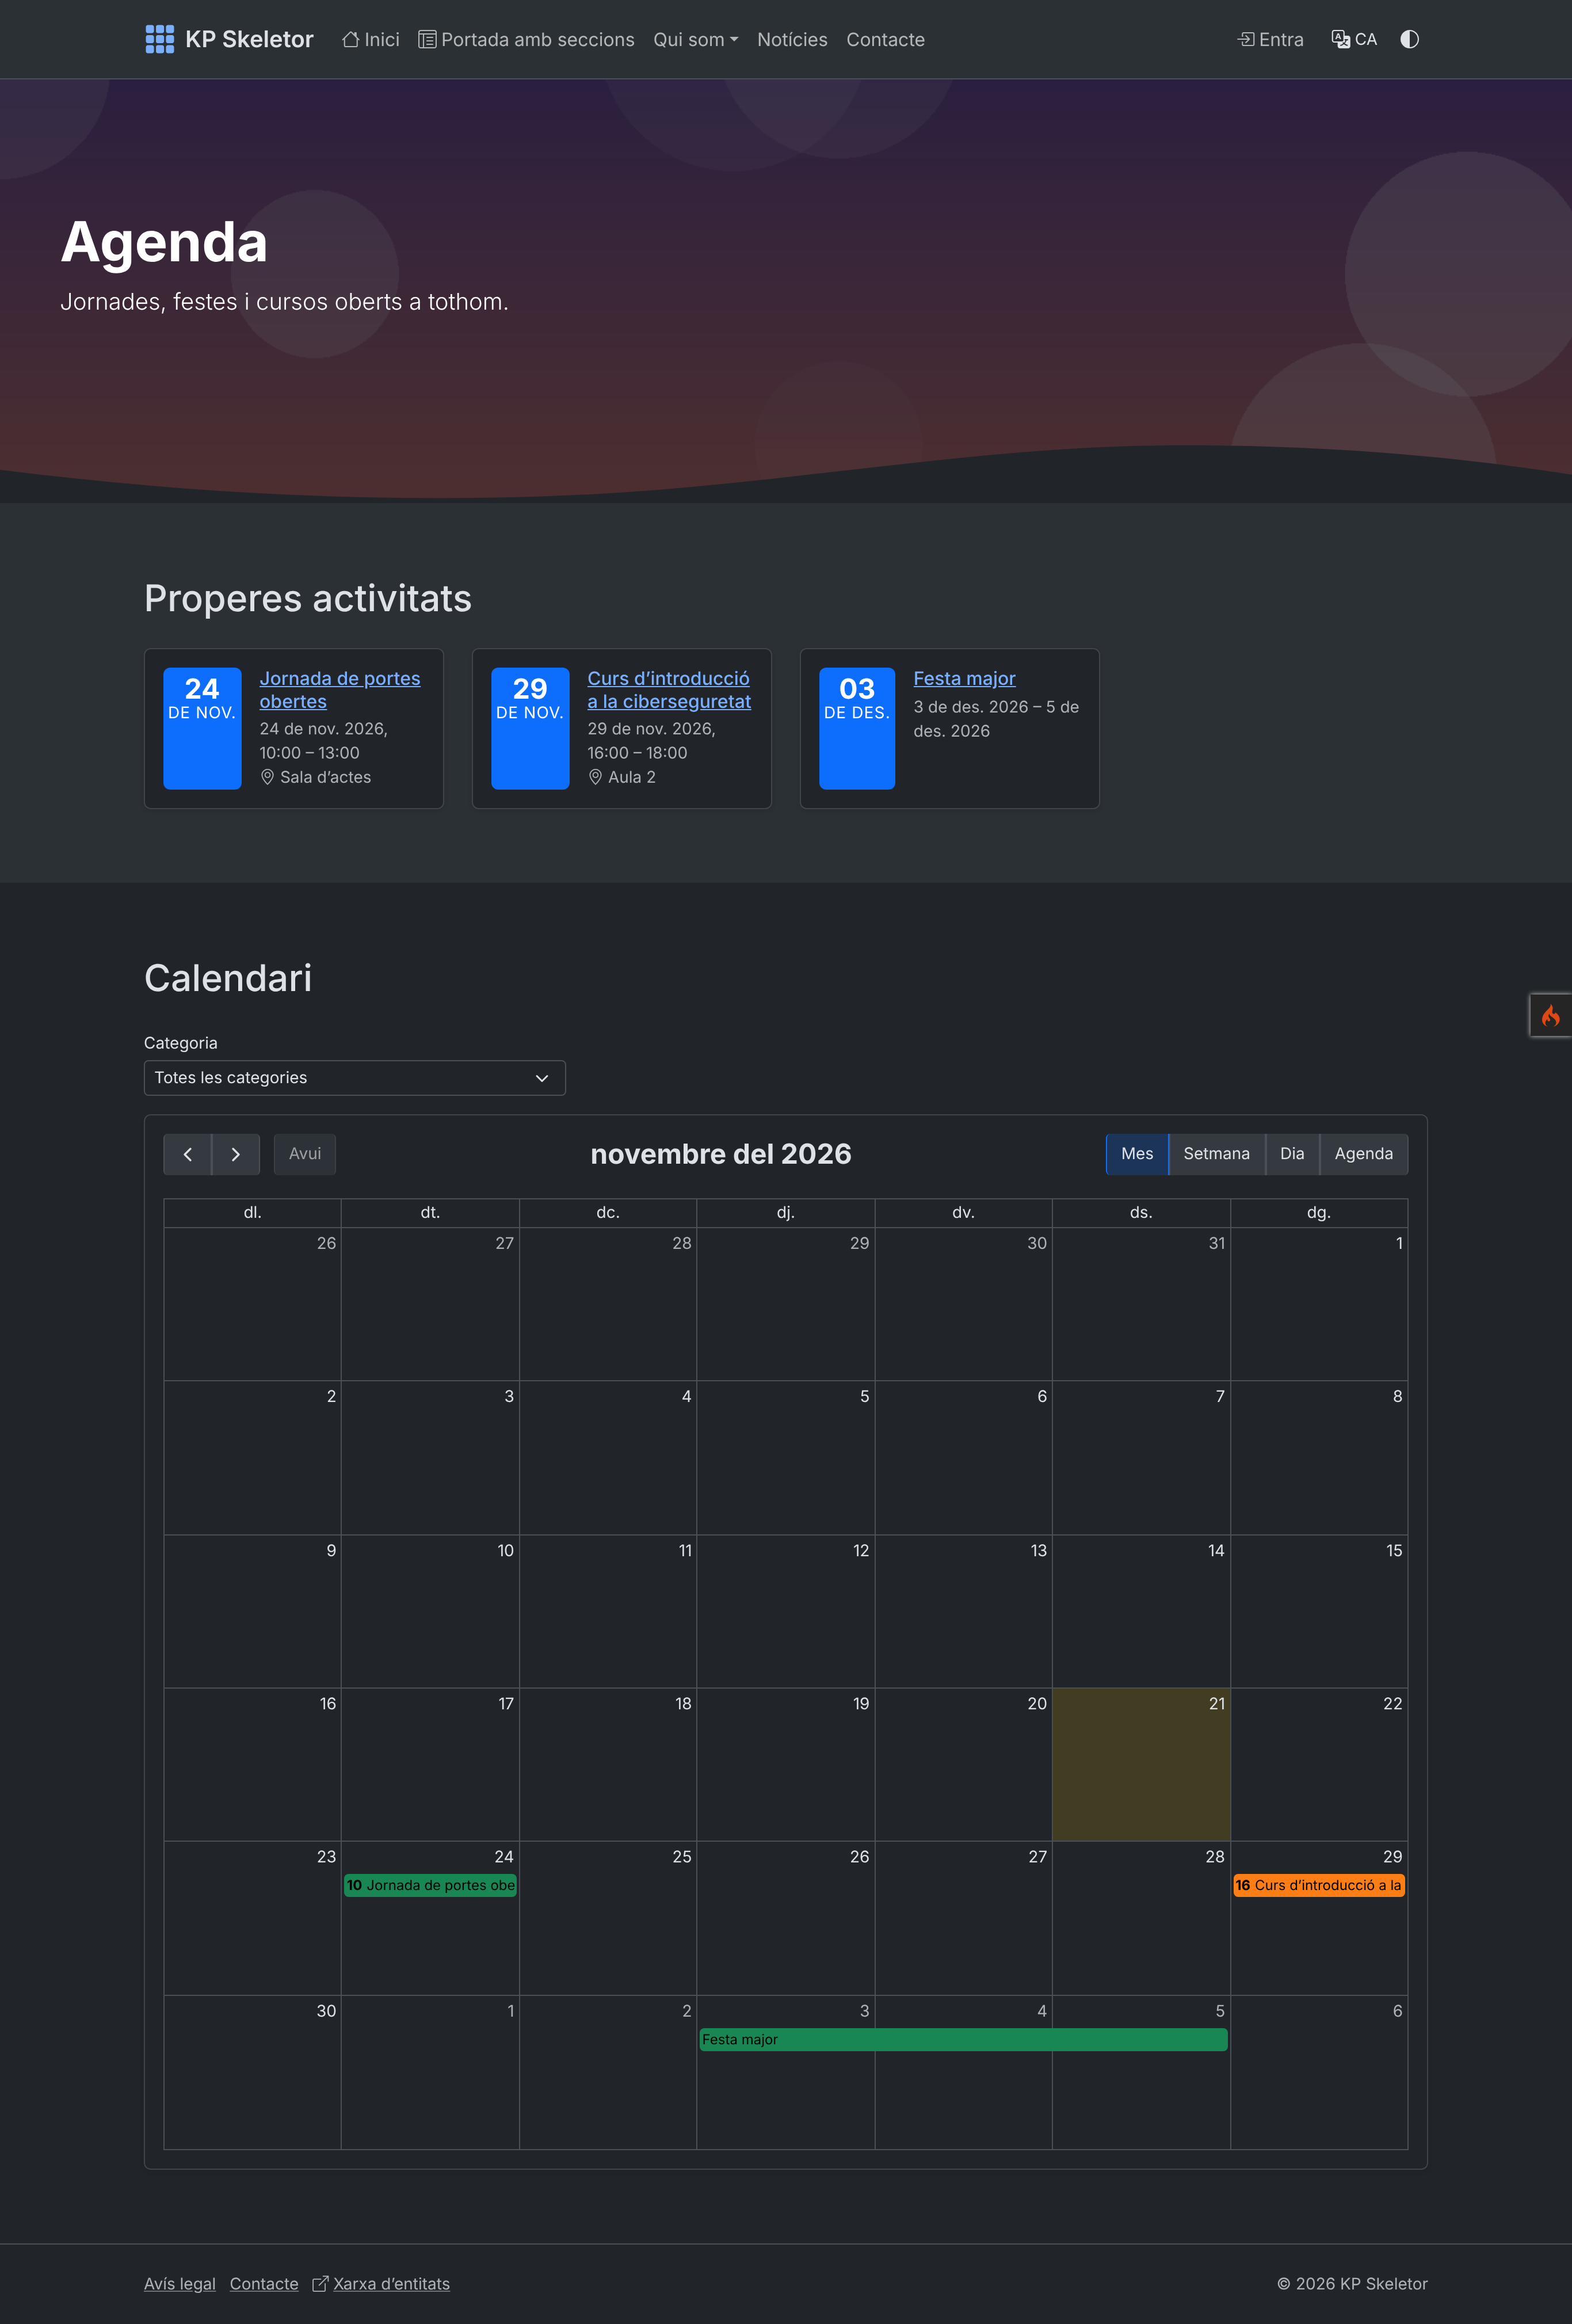 KP Skeletor Inici Portada amb seccions Qui som Notícies Contacte Entra CA
Agenda
Jornades, festes i cursos oberts a tothom.
Properes activitats
24
DE NOV.
Jornada de portes
obertes
24 de nov. 2026,
10:00 – 13:00
Sala d’actes
29
DE NOV.
Curs d’introducció
a la ciberseguretat
29 de nov. 2026,
16:00 – 18:00
Aula 2
03
DE DES.
Festa major
3 de des. 2026 – 5 de
des. 2026
Calendari
Categoria
Totes les categories
Avui novembre del 2026 Mes Setmana Dia Agenda
dl. dt. dc. dj. dv. ds. dg.
26 27 28 29 30 31 1
2 3 4 5 6 7 8
9 10 11 12 13 14 15
16 17 18 19 20 21 22
23 24 25 26 27 28 29
10 Jornada de portes obe 16 Curs d’introducció a la
30 1 2 3 4 5 6
Festa major
Avís legal Contacte Xarxa d’entitats © 2026 KP Skeletor